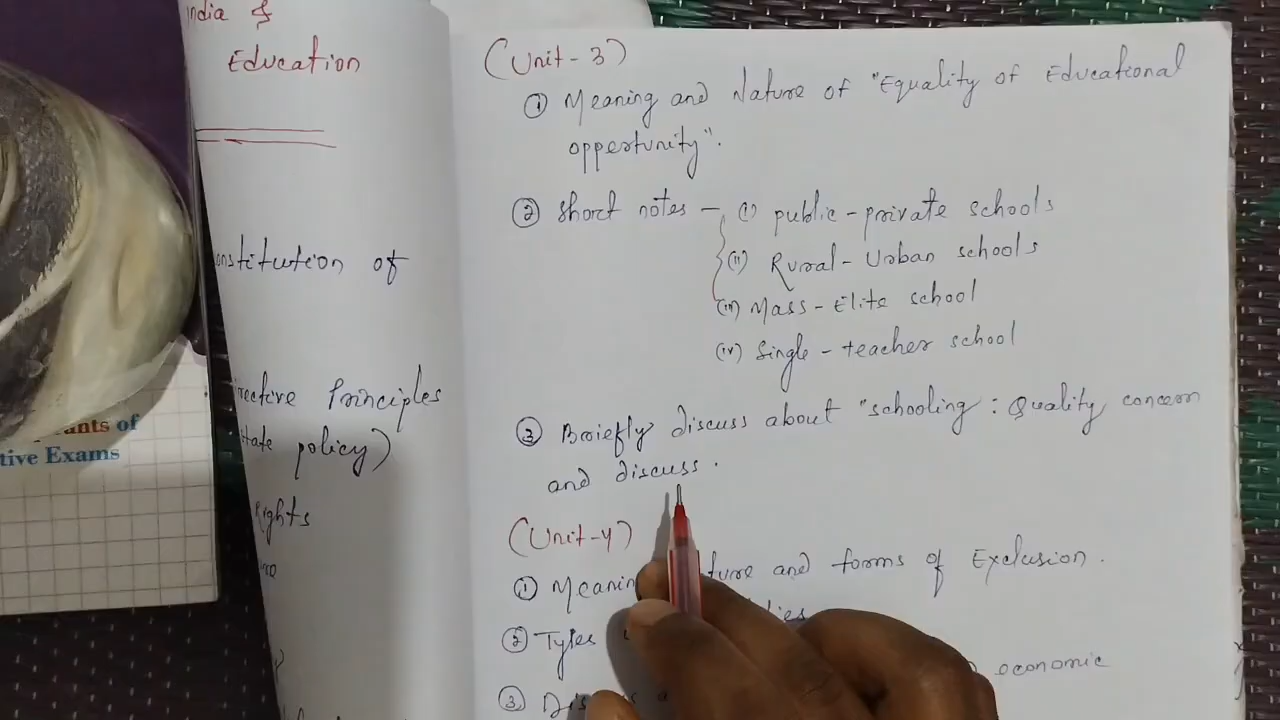 india &
Education
onstitution of
rective Principles
tate policy)
Rights
ants of
tive Exams
(Unit-3)
① Meaning and Nature of "Equality of Educational
opportunity".
② Short notes - (i) public-private schools
(ii) Rural-Urban schools
(iii) Mass-Elite school
(iv) Single-teacher school
③ Briefly discuss about "schooling: Quality concern
and discuss.
(Unit-4)
① Meanin ture and forms of Exclusion.
② Types
③ Dis economic